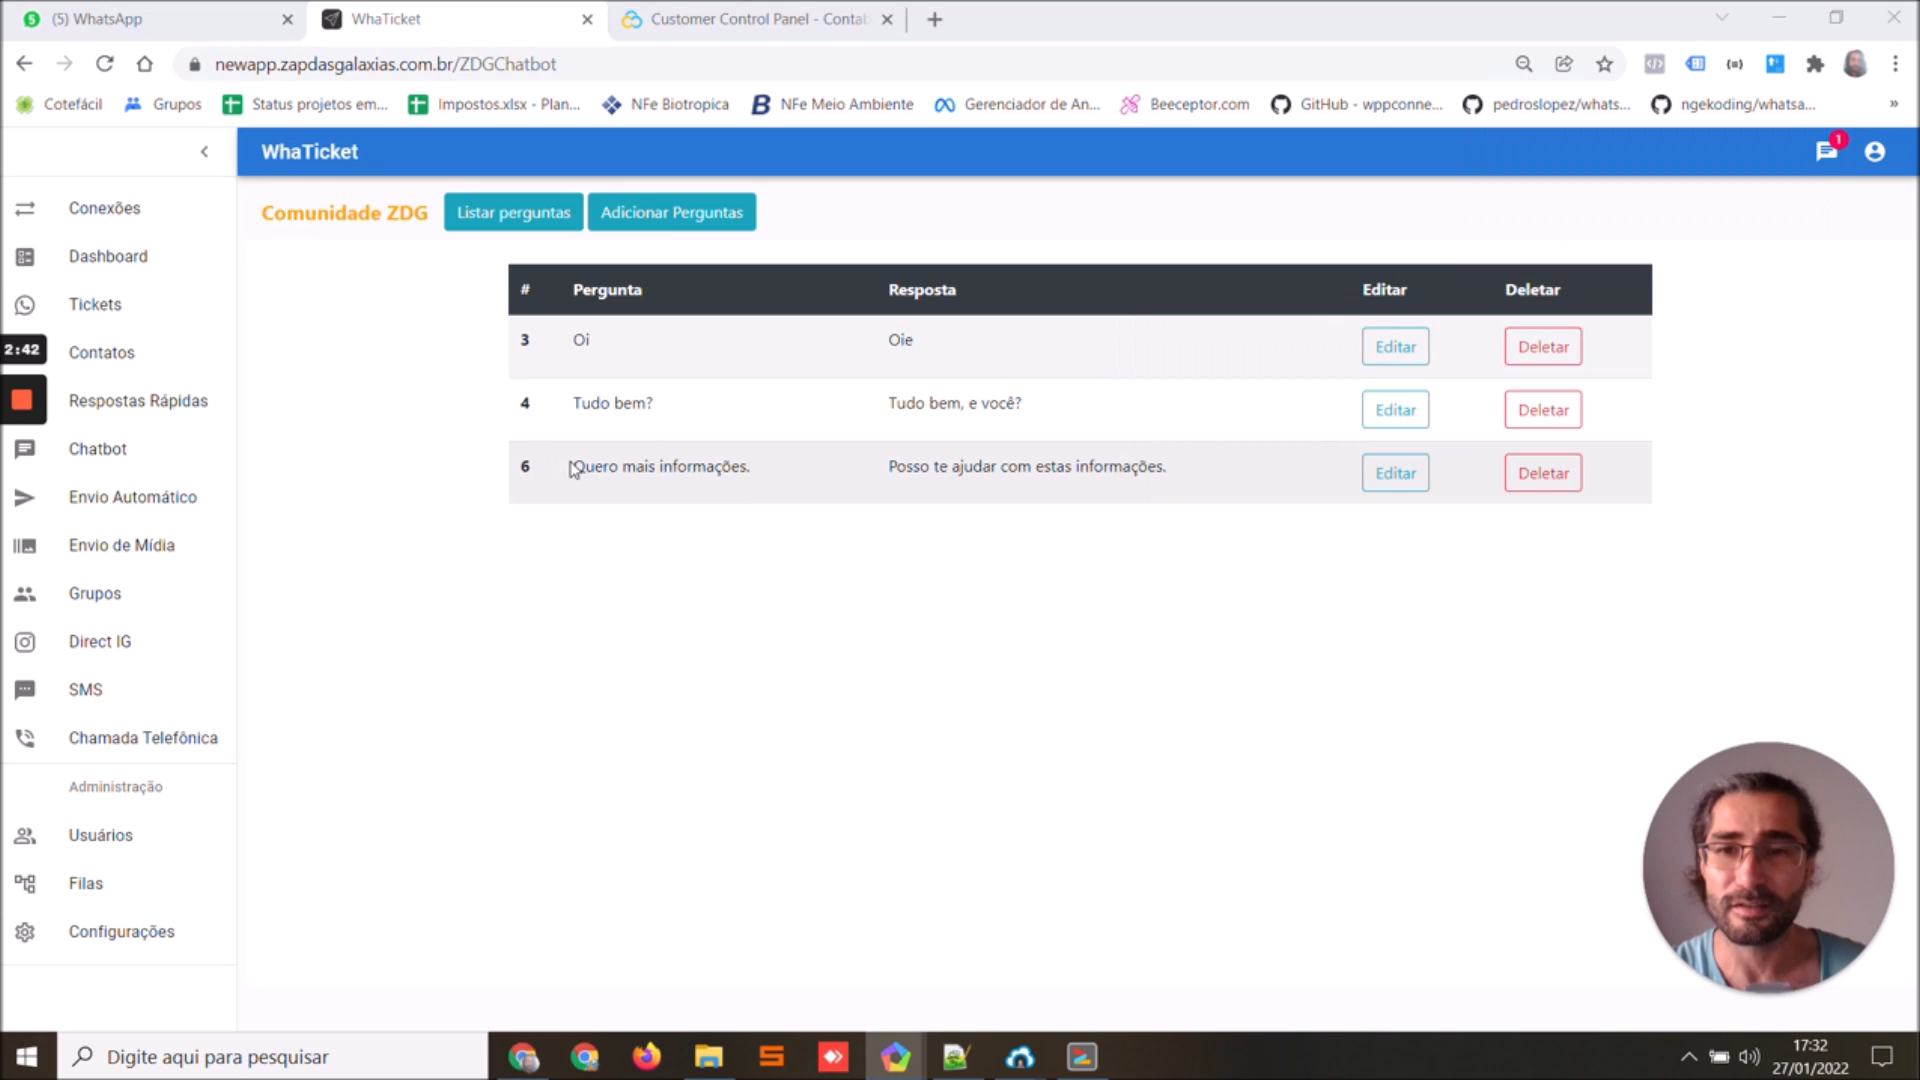 (5) WhatsApp
WhaTicket
Customer Control Panel - Contab
newapp.zapdasgalaxias.com.br/ZDGChatbot
Cotefácil
Grupos
Status projetos em...
Impostos.xlsx - Plan...
NFe Biotropica
NFe Meio Ambiente
Gerenciador de An...
Beeceptor.com
GitHub - wppconne...
pedroslopez/whats...
ngekoding/whatsa...
»
WhaTicket
1
Conexões
Dashboard
Tickets
2:42
Contatos
Respostas Rápidas
Chatbot
Envio Automático
Envio de Mídia
Grupos
Direct IG
SMS
Chamada Telefônica
Administração
Usuários
Filas
Configurações
Comunidade ZDG
Listar perguntas
Adicionar Perguntas
# Pergunta Resposta Editar Deletar
3 Oi Oie Editar Deletar
4 Tudo bem? Tudo bem, e você? Editar Deletar
6 Quero mais informações. Posso te ajudar com estas informações. Editar Deletar
Digite aqui para pesquisar
17:32
27/01/2022